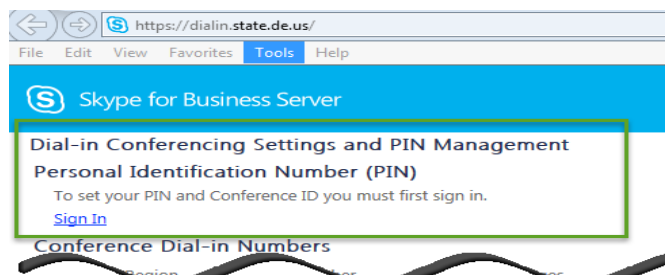 https://dialin.state.de.us/
File Edit View Favorites Tools Help
S Skype for Business Server
Dial-in Conferencing Settings and PIN Management
Personal Identification Number (PIN)
To set your PIN and Conference ID you must first sign in.
Sign In
Conference Dial-in Numbers
Region